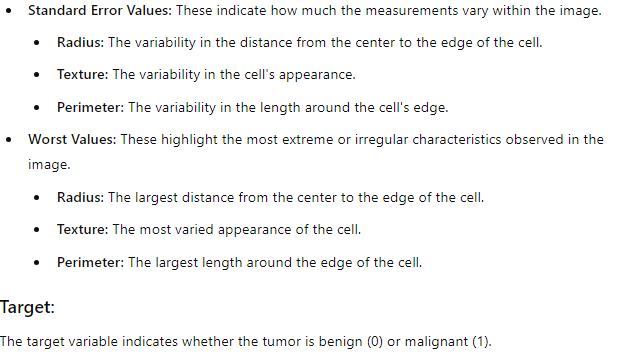 • Standard Error Values: These indicate how much the measurements vary within the image.
• Radius: The variability in the distance from the center to the edge of the cell.
• Texture: The variability in the cell's appearance.
• Perimeter: The variability in the length around the cell's edge.
• Worst Values: These highlight the most extreme or irregular characteristics observed in the
image.
• Radius: The largest distance from the center to the edge of the cell.
• Texture: The most varied appearance of the cell.
• Perimeter: The largest length around the edge of the cell.
Target:
The target variable indicates whether the tumor is benign (0) or malignant (1).